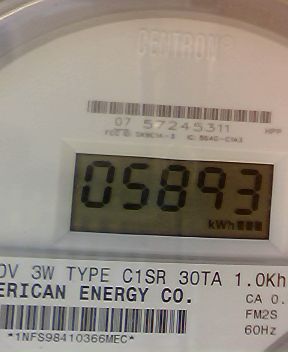 CENTRON®
07 57245311 HPP
05893
kWh
0V 3W TYPE C1SR 30TA 1.0Kh
ERICAN ENERGY CO.
CA 0.
FM2S
60Hz
*1NFS98410366MEC*